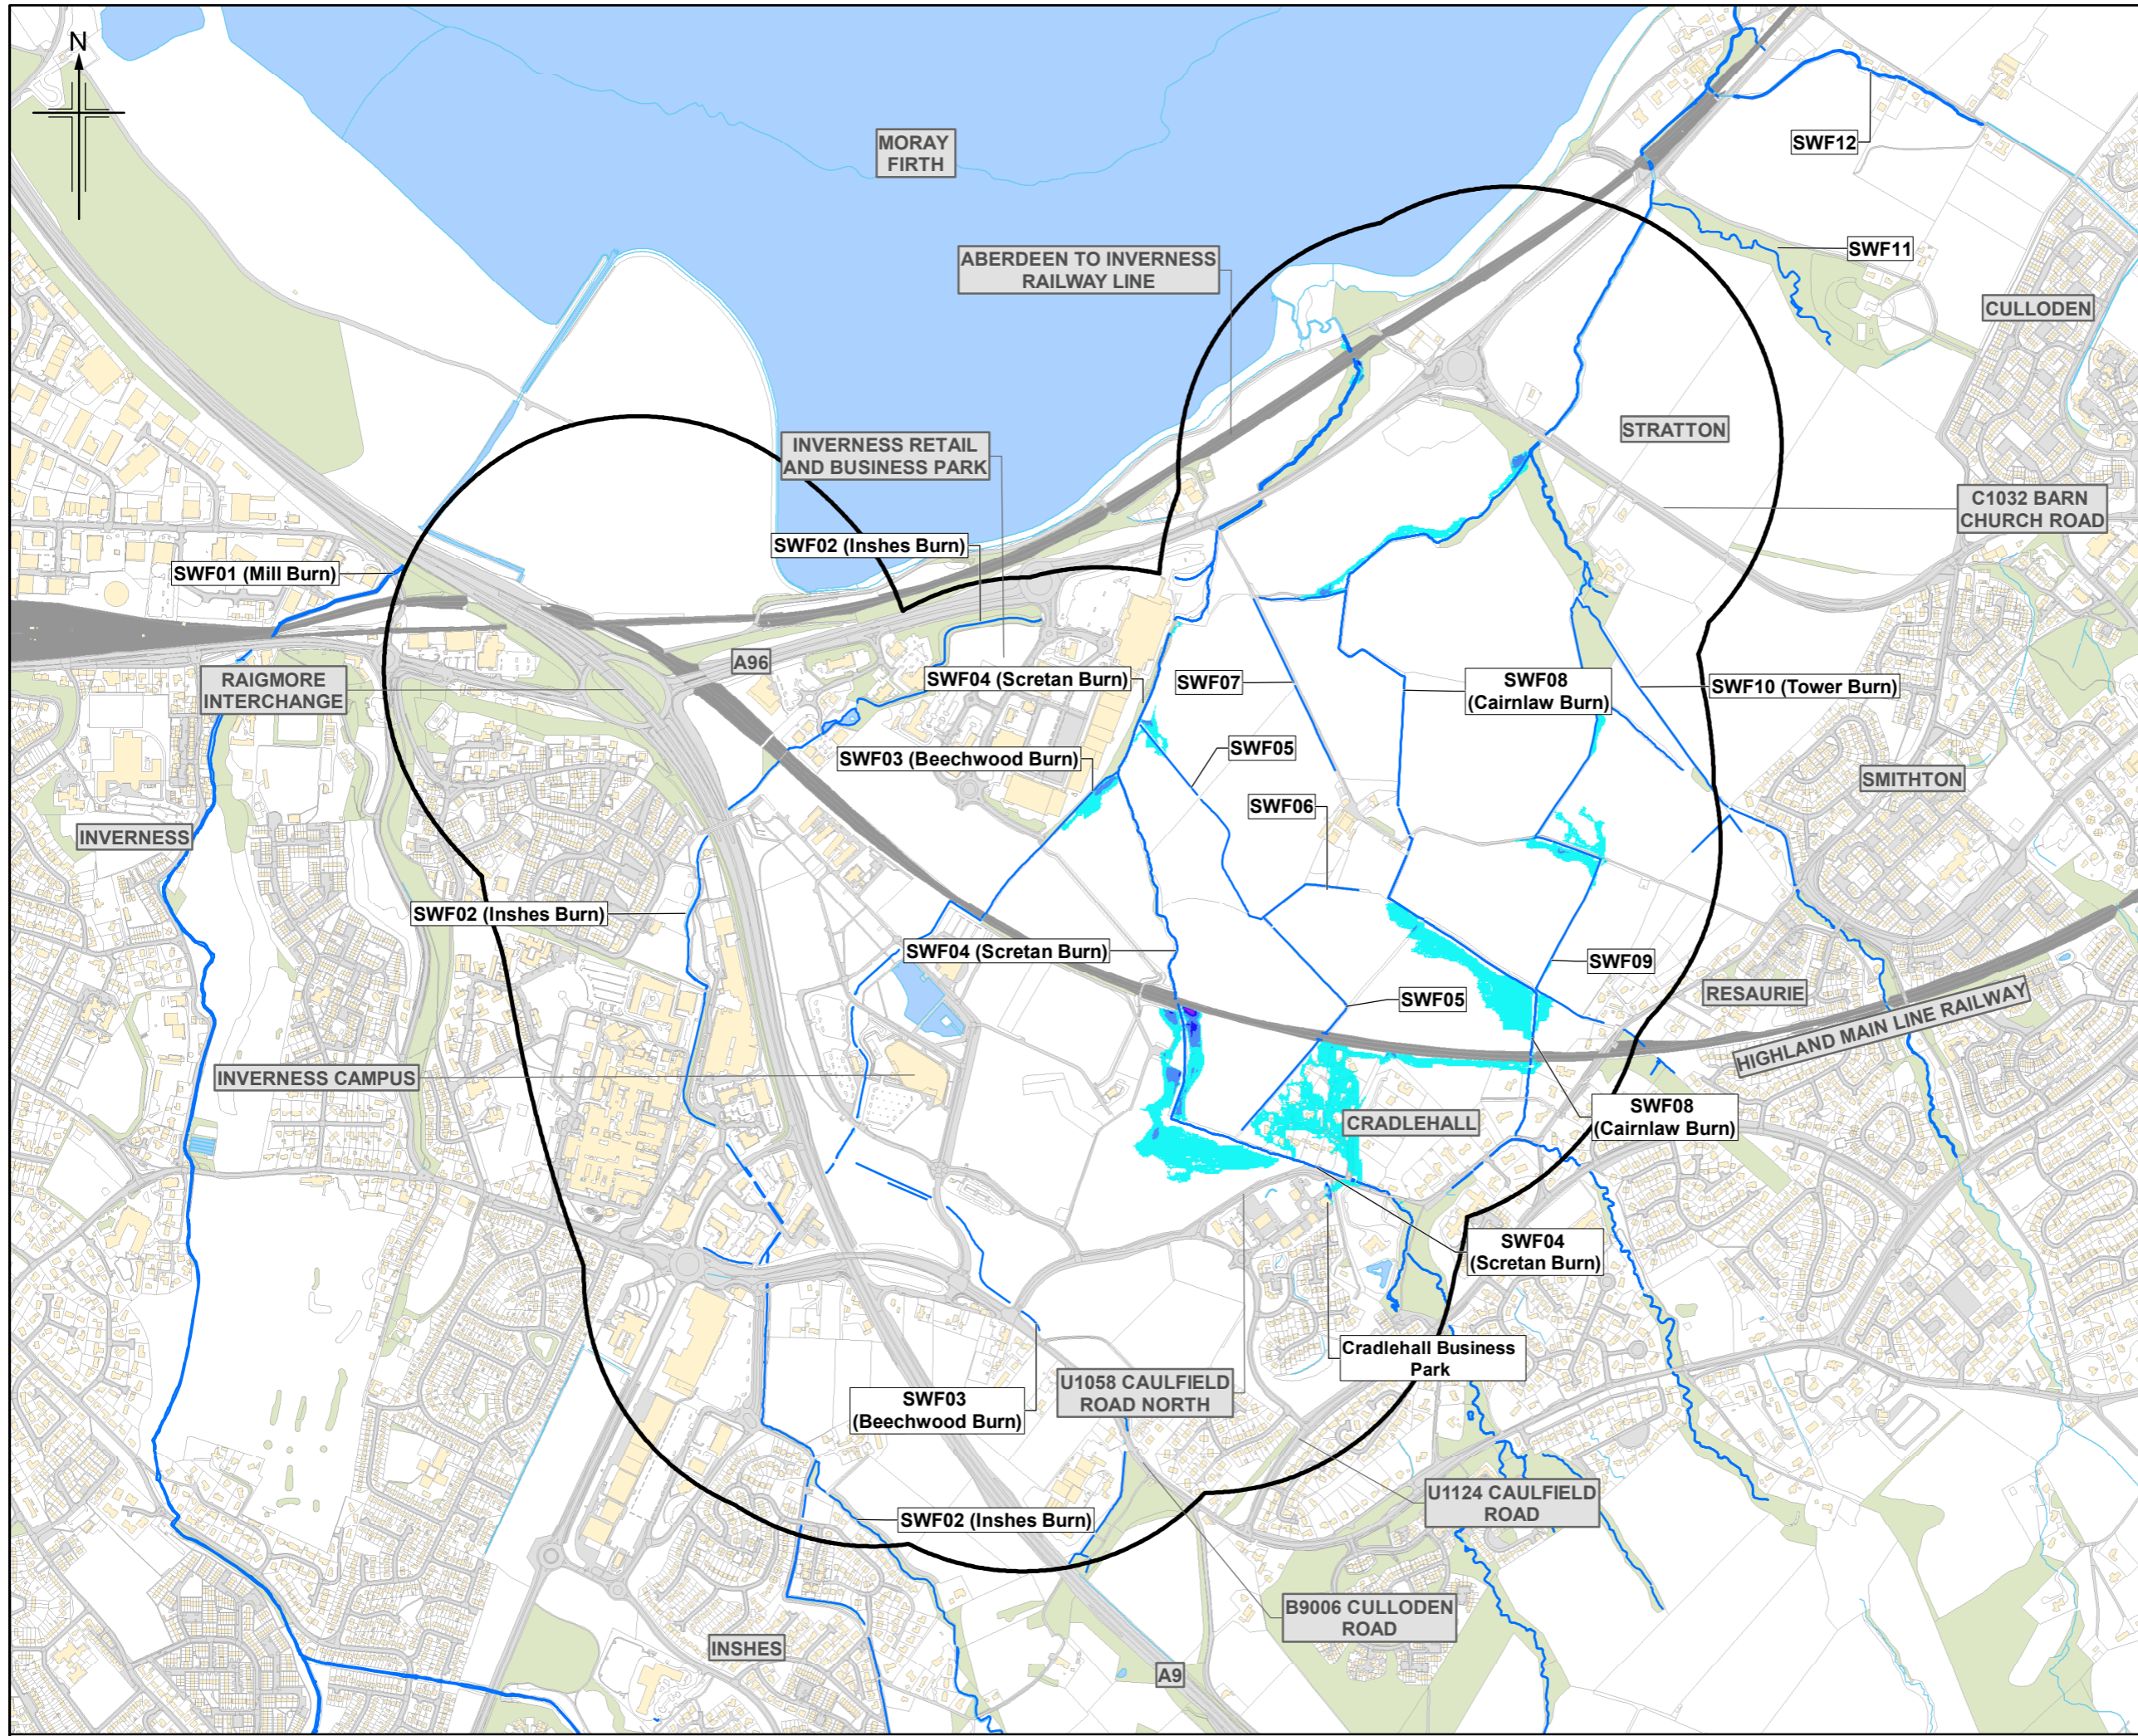 N
MORAY
FIRTH
SWF12
SWF11
ABERDEEN TO INVERNESS
RAILWAY LINE
CULLODEN
STRATTON
INVERNESS RETAIL
AND BUSINESS PARK
C1032 BARN
CHURCH ROAD
SWF02 (Inshes Burn)
SWF01 (Mill Burn)
A96
RAIGMORE
INTERCHANGE
SWF04 (Scretan Burn)
SWF07
SWF08
(Cairnlaw Burn)
SWF10 (Tower Burn)
SWF03 (Beechwood Burn)
SWF05
SMITHTON
SWF06
INVERNESS
SWF02 (Inshes Burn)
SWF04 (Scretan Burn)
SWF09
SWF05
RESAURIE
HIGHLAND MAIN LINE RAILWAY
INVERNESS CAMPUS
CRADLEHALL
SWF08
(Cairnlaw Burn)
SWF04
(Scretan Burn)
Cradlehall Business
Park
U1058 CAULFIELD
ROAD NORTH
SWF03
(Beechwood Burn)
U1124 CAULFIELD
ROAD
SWF02 (Inshes Burn)
B9006 CULLODEN
ROAD
INSHES
A9